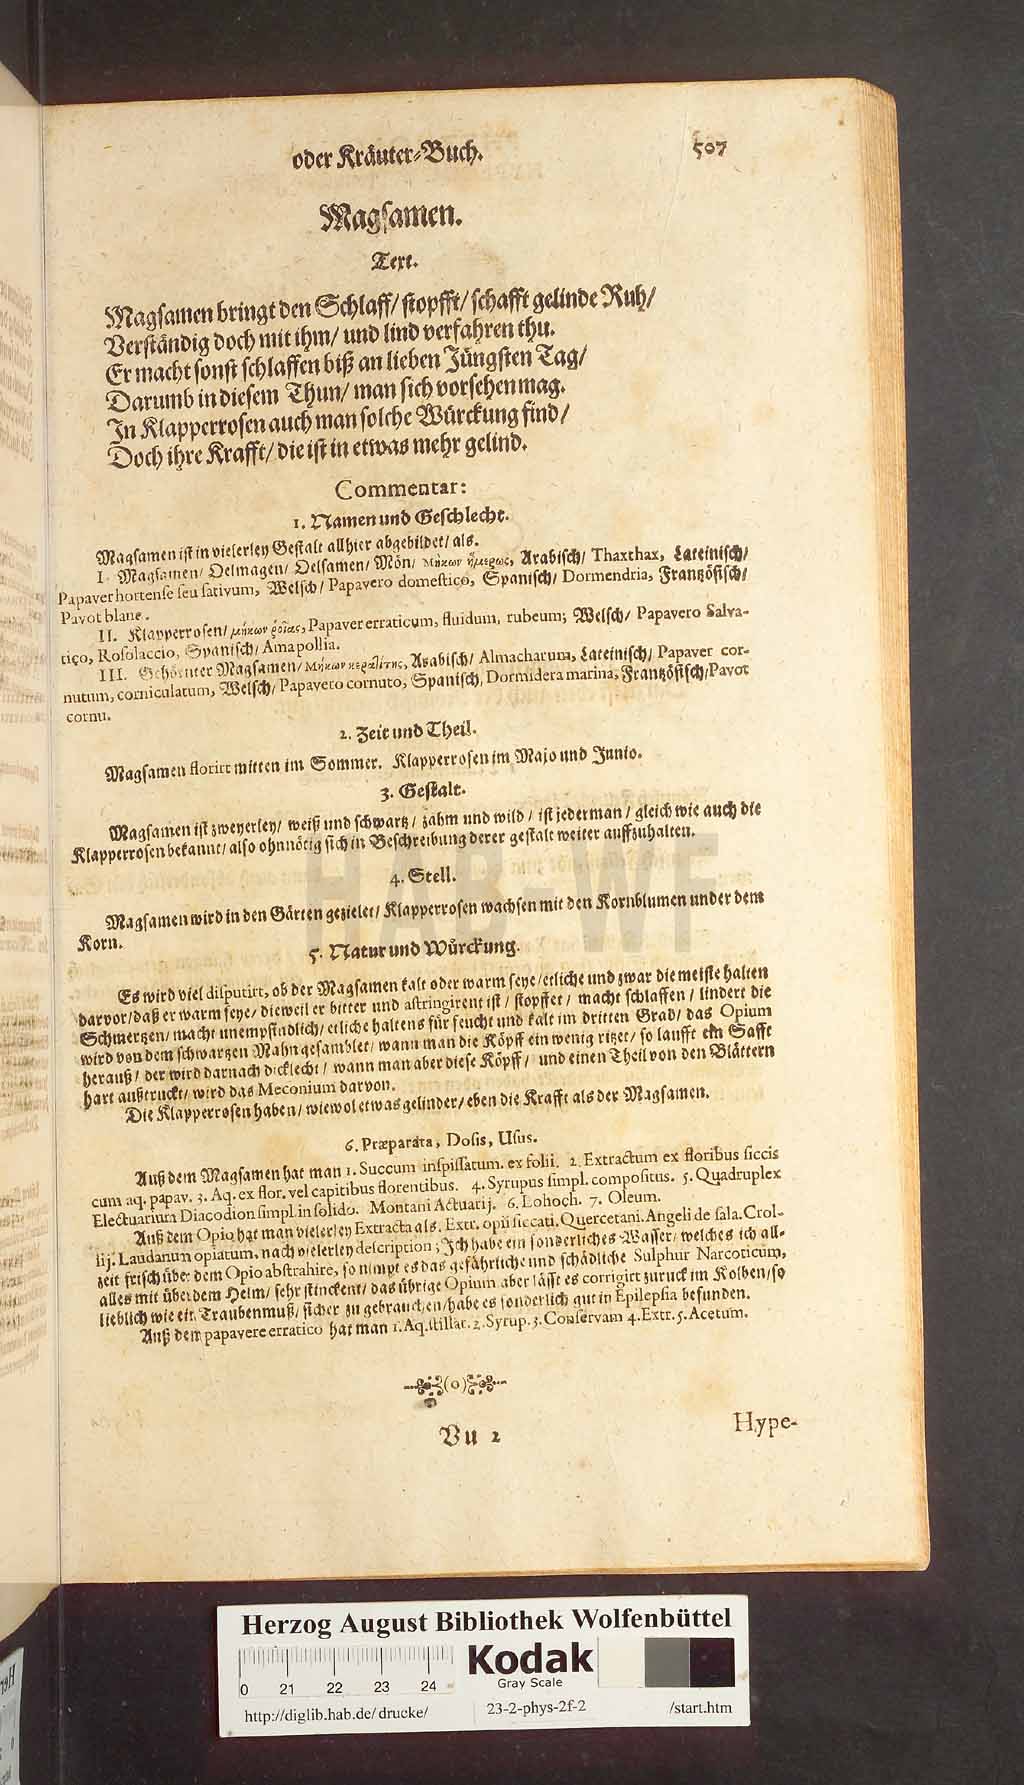 oder Kräuter-Buch. 507
Magsamen.
Text.
Magsamen bringt den Schlaff/ stopfft/ schafft gelinde Ruh/
Verständig doch mit ihm/ und lind verfahren thu.
Er macht sonst schlaffen biß an lieben Jüngsten Tag/
Darumb in diesem Thun/ man sich vorsehen mag.
In Klapperrosen auch man solche Würckung find/
Doch ihre Krafft/ die ist in etwas mehr gelind.
Commentar:
1. Namen und Geschlecht.
Magsamen ist in vielerley Gestalt allhier abgebildet/ als.
I. Magsamen/ Oelmagen/ Oelsamen/ Mön/ Μήκων ἥμερος, Arabisch/ Thaxthax, Lateinisch/
Papaver hortense seu sativum, Welsch/ Papavero domestico, Spanisch/ Dormendria, Frantzösisch/
Pavot blanc.
II. Klapperrosen/ μήκων ῥοίας, Papaver erraticum, fluidum, rubeum; Welsch/ Papavero Salva-
tiço, Rosolaccio, Spanisch/ Amapollia.
III. Gehörnter Magsamen/ Μήκων κερατίτης, Arabisch/ Almacharum, Lateinisch/ Papaver cor-
nutum, corniculatum, Welsch/ Papavero cornuto, Spanisch/ Dormidera marina, Frantzösisch/ Pavot
cornu.
2. Zeit und Theil.
Magsamen florirt mitten im Sommer. Klapperrosen im Majo und Junio.
3. Gestalt.
Magsamen ist zweyerley/ weiß und schwartz/ zahm und wild/ ist jederman/ gleich wie auch die
Klapperrosen bekannt/ also ohnnötig sich in Beschreibung derer gestalt weiter auffzuhalten.
4. Stell.
Magsamen wird in den Gärten gezielet/ Klapperrosen wachsen mit den Kornblumen under dem
Korn.
5. Natur und Würckung.
Es wird viel disputirt, ob der Magsamen kalt oder warm seye/ etliche und zwar die meiste halten
darvor/ daß er warm seye/ dieweil er bitter und astringirent ist/ stopffet/ macht schlaffen/ lindert die
Schmertzen/ macht unempfindlich/ etliche haltens für feucht und kalt im dritten Grad/ das Opium
wird von dem schwartzen Mahn gesamblet/ wann man die Köpff ein wenig ritzet/ so laufft ein Safft
herauß/ der wird darnach dicklecht/ wann man aber diese Köpff/ und einen Theil von den Blättern
hart außtruckt/ wird das Meconium darvon.
Die Klapperrosen haben/ wiewol etwas gelinder/ eben die Krafft als der Magsamen.
6. Præparata, Dosis, Usus.
Auß dem Magsamen hat man 1. Succum inspissatum. ex folii. 2. Extractum ex floribus siccis
cum aq. papav. 3. Aq. ex flor. vel capitibus florentibus. 4. Syrupus simpl. compositus. 5. Quadruplex
Electuarium Diacodion simpl. in solido. Montani Actuarij. 6. Lohoch. 7. Oleum.
Auß dem Opio hat man vielerley Extracta als. Extr. opii siccati. Quercetani. Angeli de sala. Crol-
lij. Laudanum opiatum. nach vielerley description; Ich habe ein sonderliches Wasser/ welches ich all-
zeit frisch über dem Opio abstrahire, so nimpt es das gefährliche und schädliche Sulphur Narcoticum,
alles mit über dem Helm/ sehr stinckent/ das übrige Opium aber lässt es corrigirt zuruck im Kolben/ so
lieblich wie ein Traubenmuß/ sicher zu gebrauchen/ habe es sonderlich gut in Epilepsia befunden.
Auß dem papavere erratico hat man 1. Aq. stillat. 2. Syrup. 3. Conservam 4. Extr. 5. Acetum.
(o)
Vu 2
Hype-
HAB-WF
Herzog August Bibliothek Wolfenbüttel
Kodak
Gray Scale
0 21 22 23 24
http://diglib.hab.de/drucke/ 23-2-phys-2f-2 /start.htm